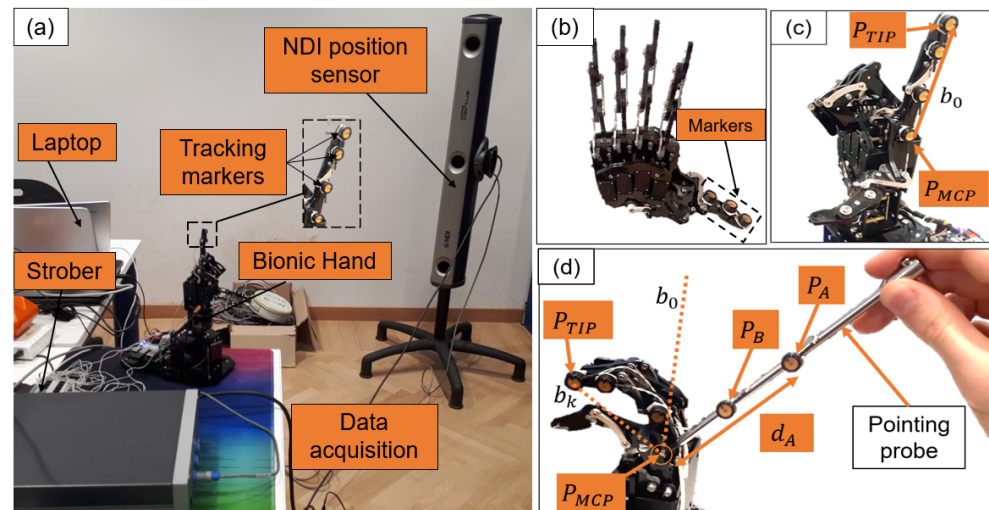 (a)
NDI position
sensor
Laptop
Tracking
markers
Strober
Bionic Hand
Data
acquisition
NDI
(b)
Markers
(c)
P_TIP
b_0
P_MCP
(d)
b_0
P_A
P_TIP
P_B
b_k
d_A
Pointing
probe
P_MCP